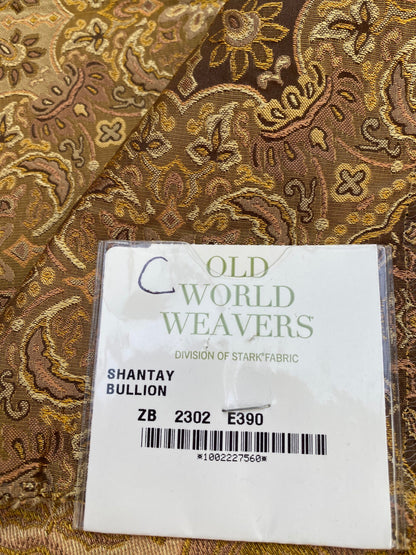 C
OLD
WORLD
WEAVERS
DIVISION OF STARK FABRIC
SHANTAY
BULLION
ZB 2302 E390
*1002227560*